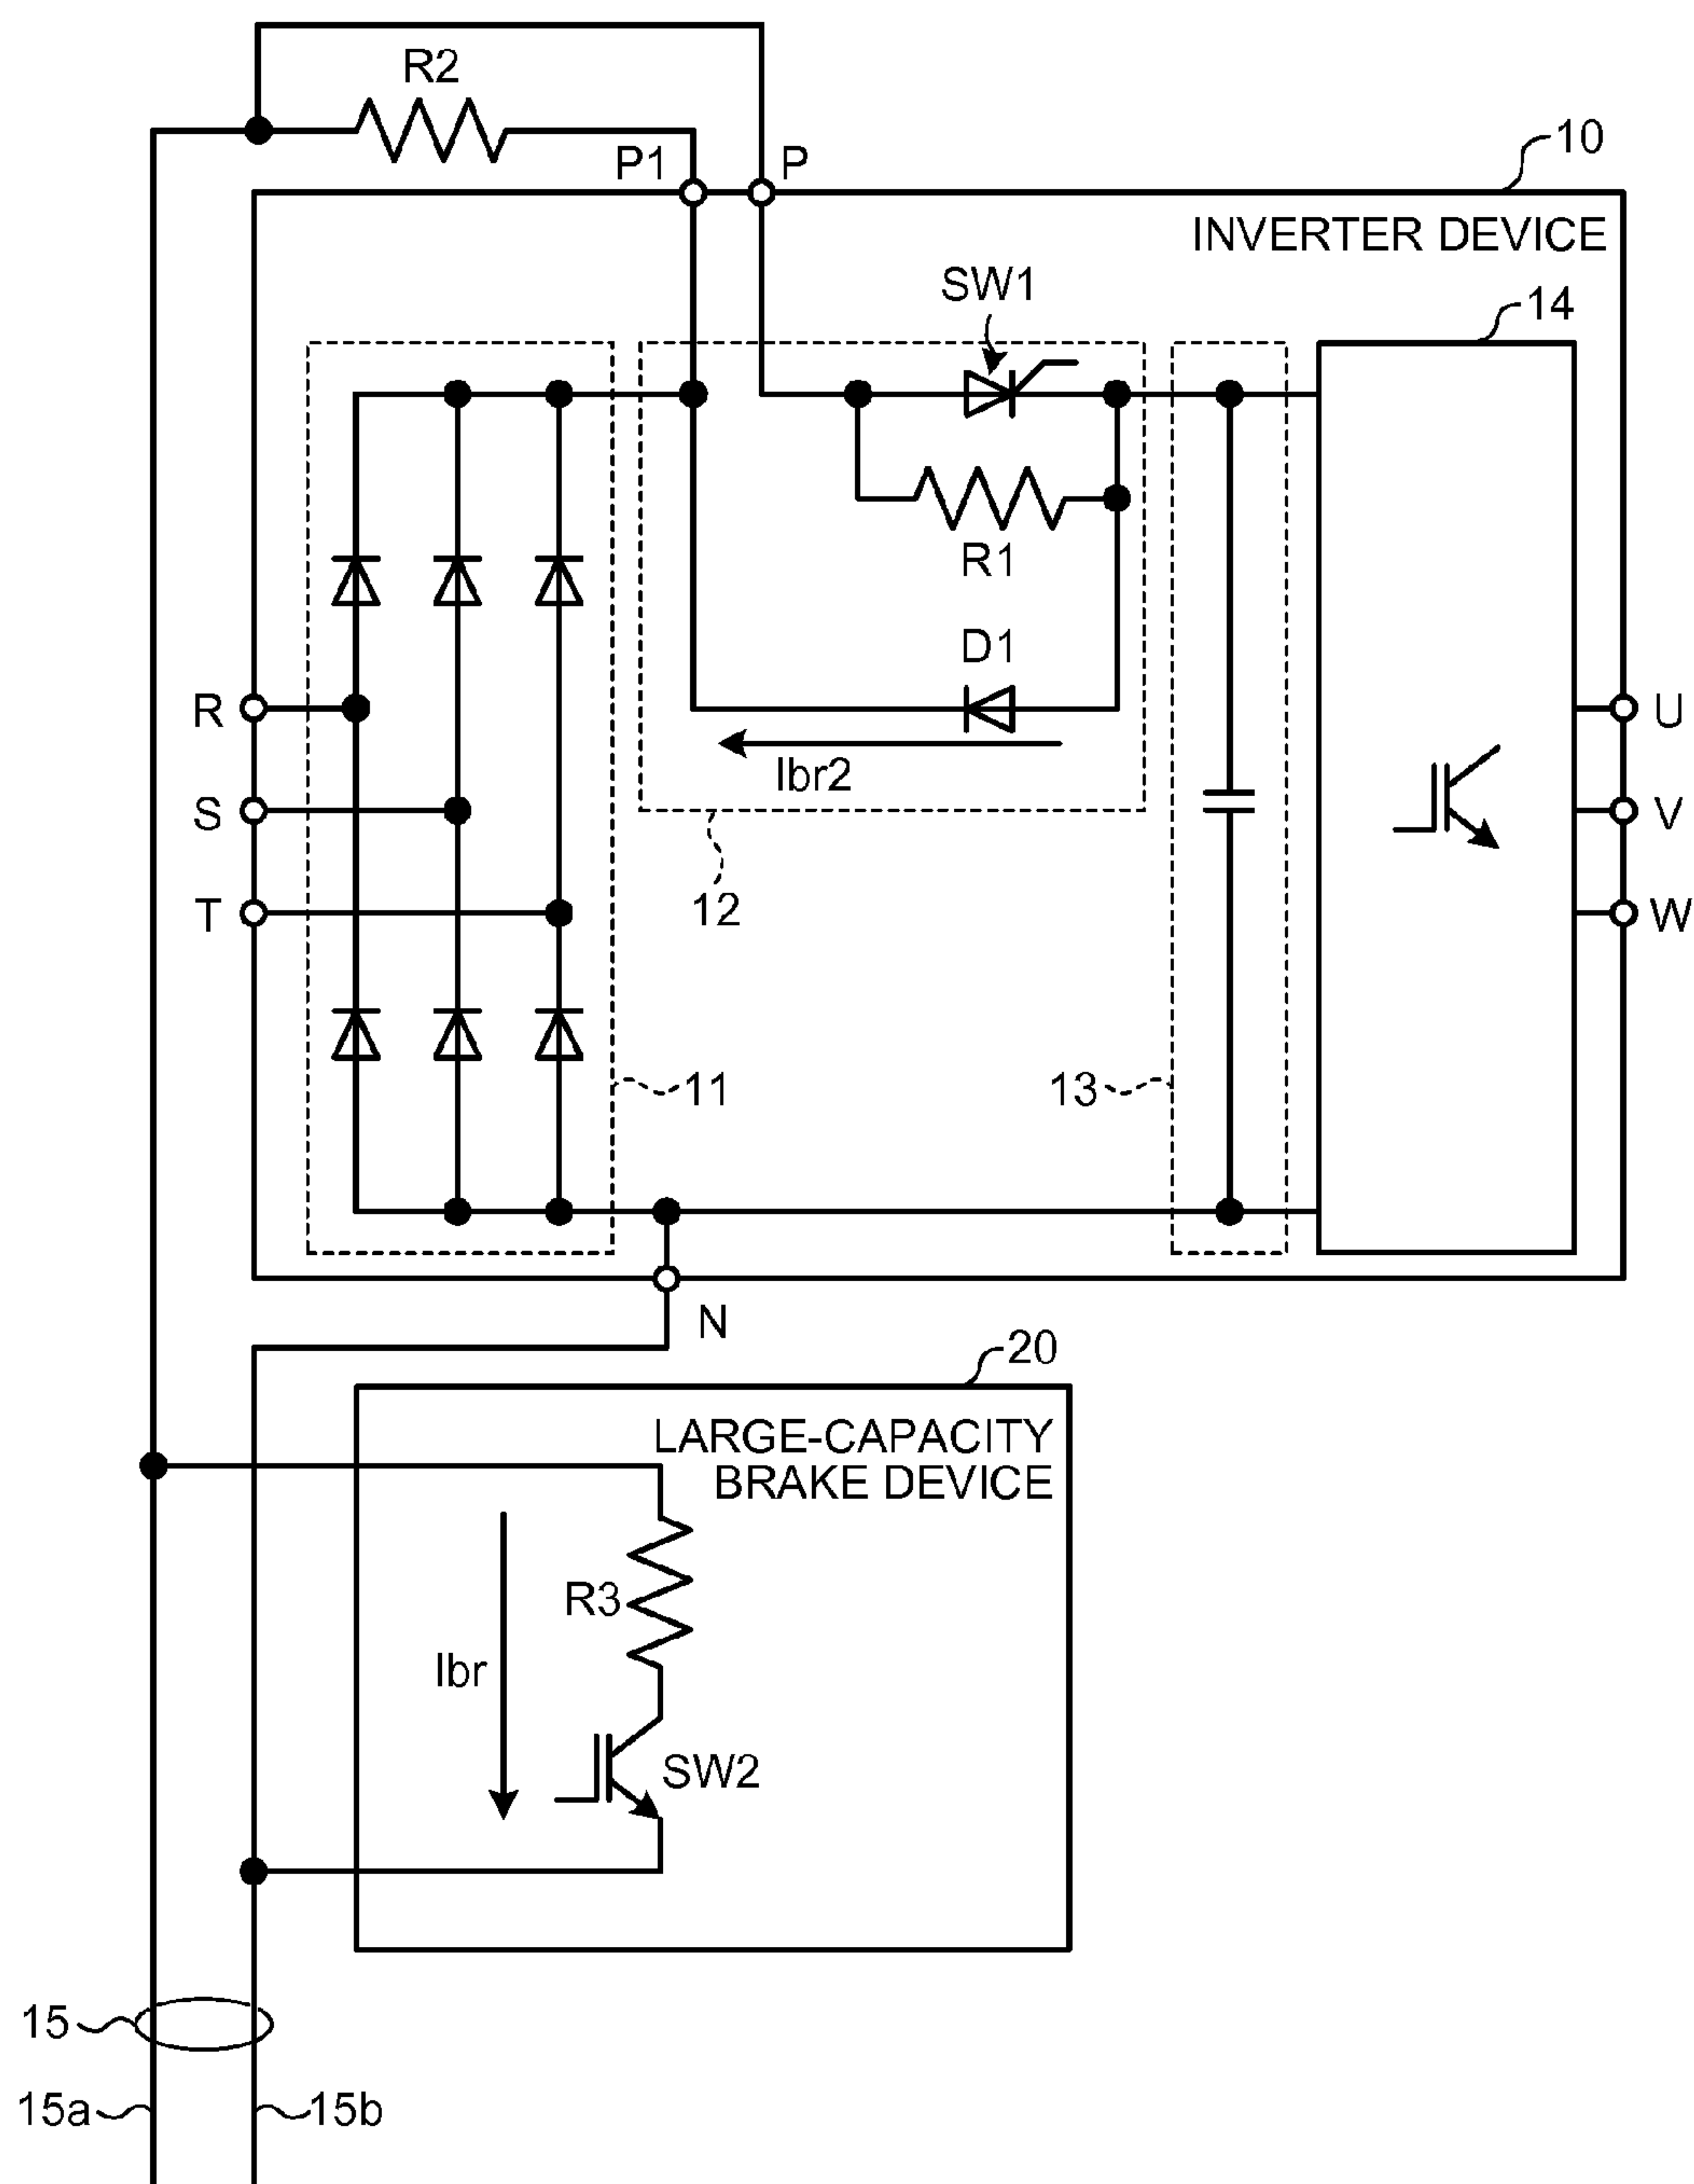 R2
P1
P
10
INVERTER DEVICE
SW1
14
R1
D1
R
U
Ibr2
S
V
12
T
W
11
13
N
20
LARGE-CAPACITY
BRAKE DEVICE
R3
Ibr
SW2
15
15a
15b